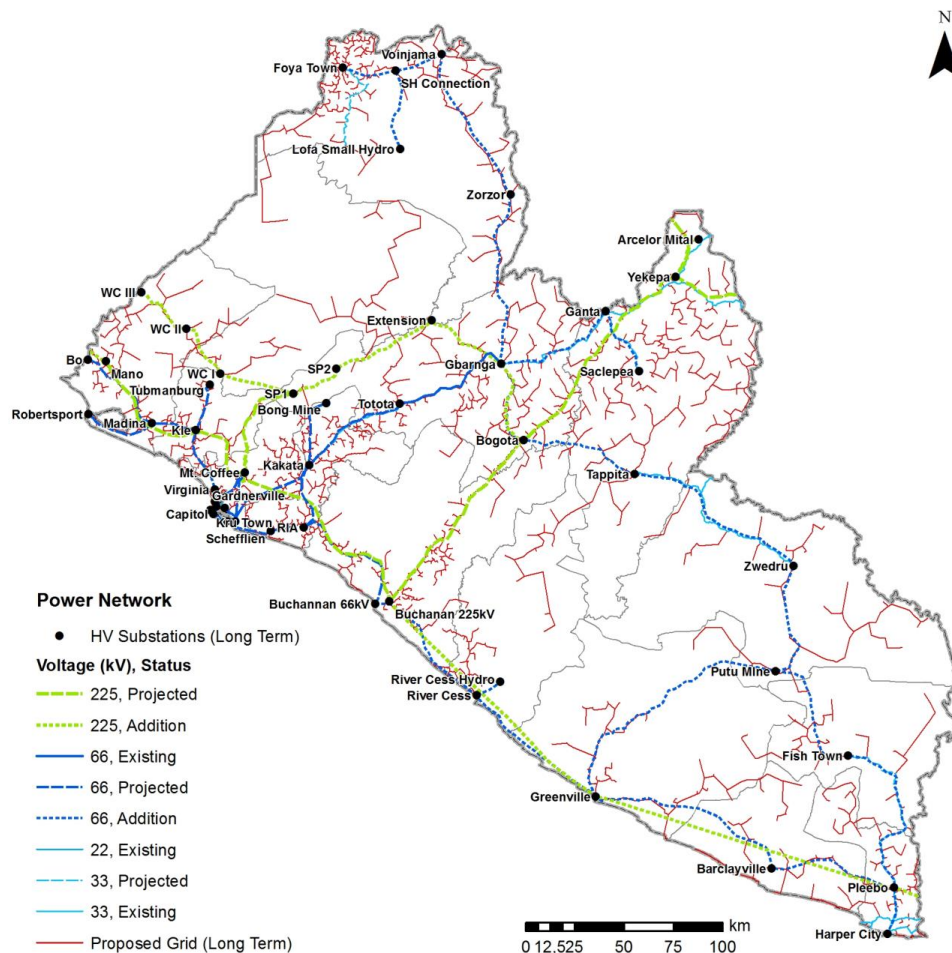 N
Voinjama
Foya Town
SH Connection
Lofa Small Hydro
Zorzor
Arcelor Mital
Yekepa
WC III
Ganta
Extension
WC II
Bo
Mano
SP2
Gbarnga
Saclepea
WC I
Tubmanburg
SP1
Bong Mine
Totota
Robertsport
Madina
Kle
Bogota
Kakata
Mt. Coffee
Tappita
Virginia
Gardnerville
Capitol
Kru Town
RIA
Schefflien
Zwedru
Buchannan 66kV
Buchanan 225kV
River Cess Hydro
River Cess
Putu Mine
Fish Town
Greenville
Barclayville
Pleebo
Harper City
Power Network
HV Substations (Long Term)
Voltage (kV), Status
225, Projected
225, Addition
66, Existing
66, Projected
66, Addition
22, Existing
33, Projected
33, Existing
Proposed Grid (Long Term)
km
0 12.525 50 75 100